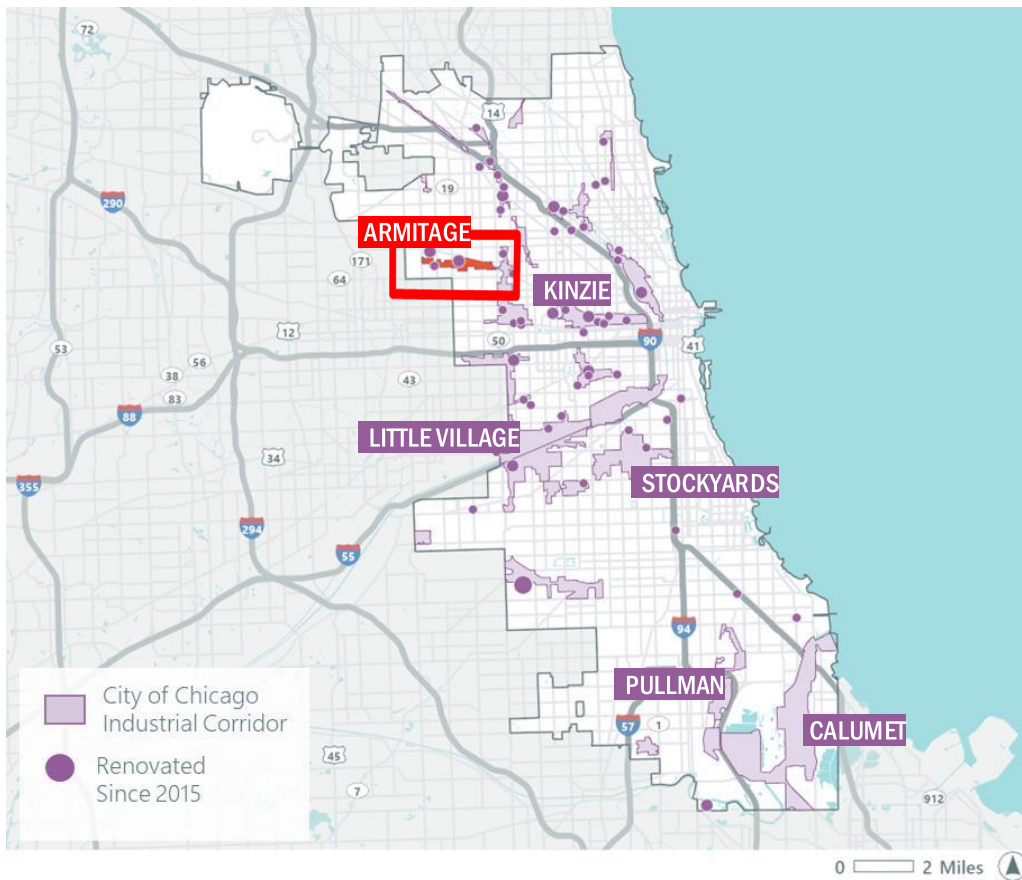 72
14
290
19
ARMITAGE
171
64
KINZIE
12
50
90
41
53
56
38
43
83
88
LITTLE VILLAGE
34
355
STOCKYARDS
294
55
94
PULLMAN
57
1
CALUMET
City of Chicago
Industrial Corridor
Renovated
Since 2015
45
7
912
0 2 Miles